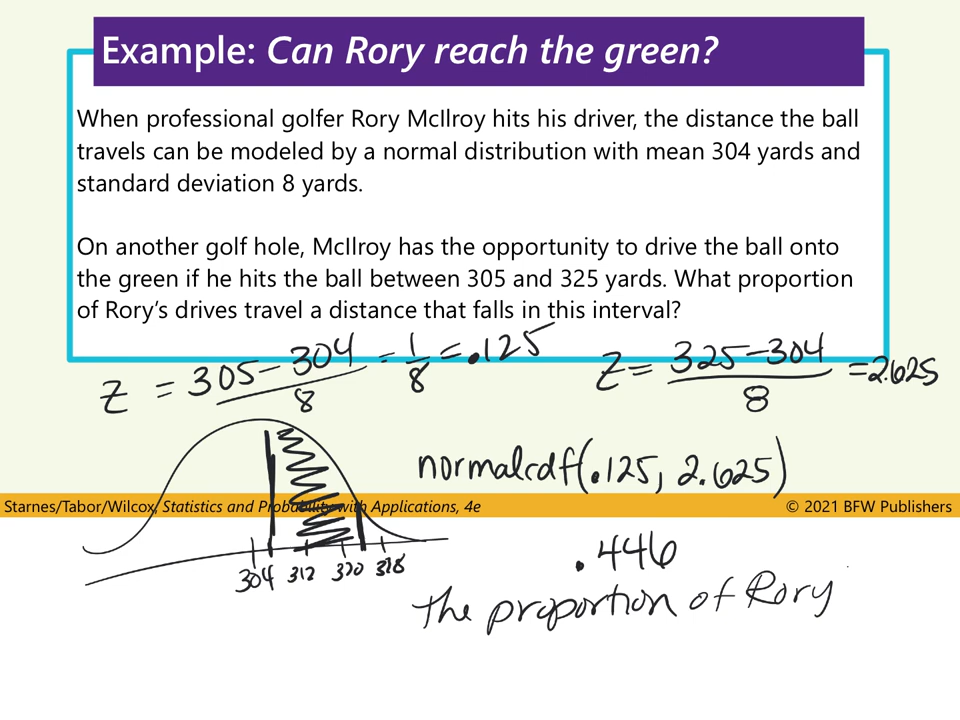 Example: Can Rory reach the green?
When professional golfer Rory McIlroy hits his driver, the distance the ball
travels can be modeled by a normal distribution with mean 304 yards and
standard deviation 8 yards.
On another golf hole, McIlroy has the opportunity to drive the ball onto
the green if he hits the ball between 305 and 325 yards. What proportion
of Rory's drives travel a distance that falls in this interval?
z = 305-304/8 = 1/8 = .125
z = 325-304/8 = 2.625
normalcdf(.125, 2.625)
Starnes/Tabor/Wilcox, Statistics and Probability with Applications, 4e
© 2021 BFW Publishers
304 312 320 328
.446
The proportion of Rory